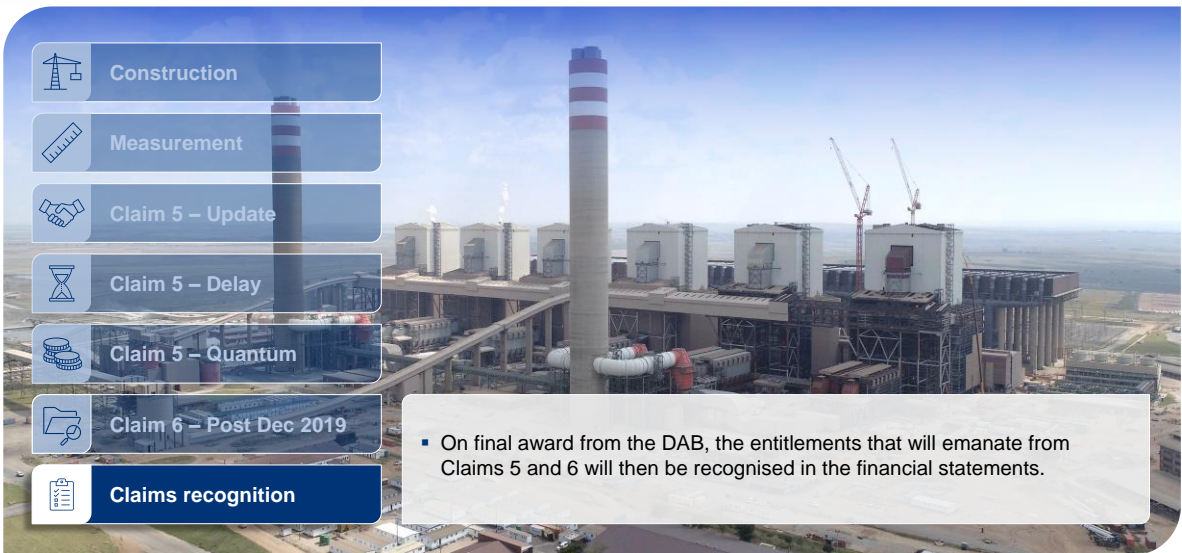 Construction
Measurement
Claim 5 – Update
Claim 5 – Delay
Claim 5 – Quantum
Claim 6 – Post Dec 2019
Claims recognition
▪ On final award from the DAB, the entitlements that will emanate from
Claims 5 and 6 will then be recognised in the financial statements.